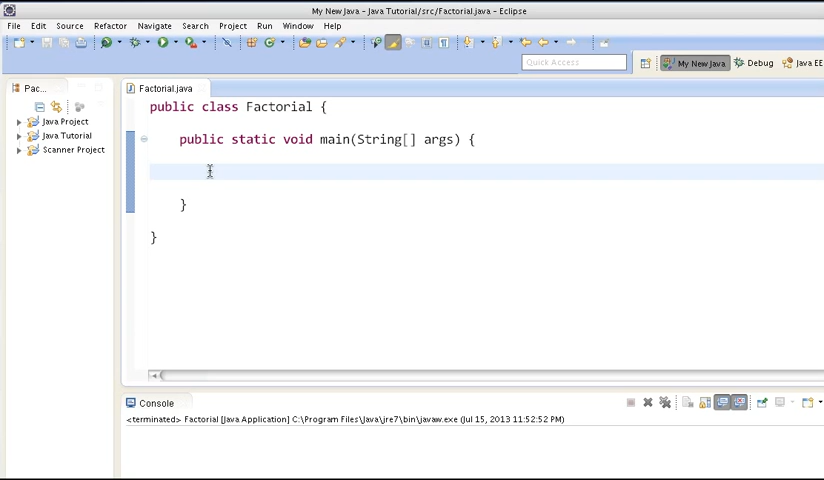 My New Java - Java Tutorial/src/Factorial.java - Eclipse
File Edit Source Refactor Navigate Search Project Run Window Help
Quick Access
My New Java
Debug
Java EE
Pac...
Factorial.java
Java Project
Java Tutorial
Scanner Project
public class Factorial {
public static void main(String[] args) {
}
}
Console
<terminated> Factorial [Java Application] C:\Program Files\Java\jre7\bin\javaw.exe (Jul 15, 2013 11:52:52 PM)